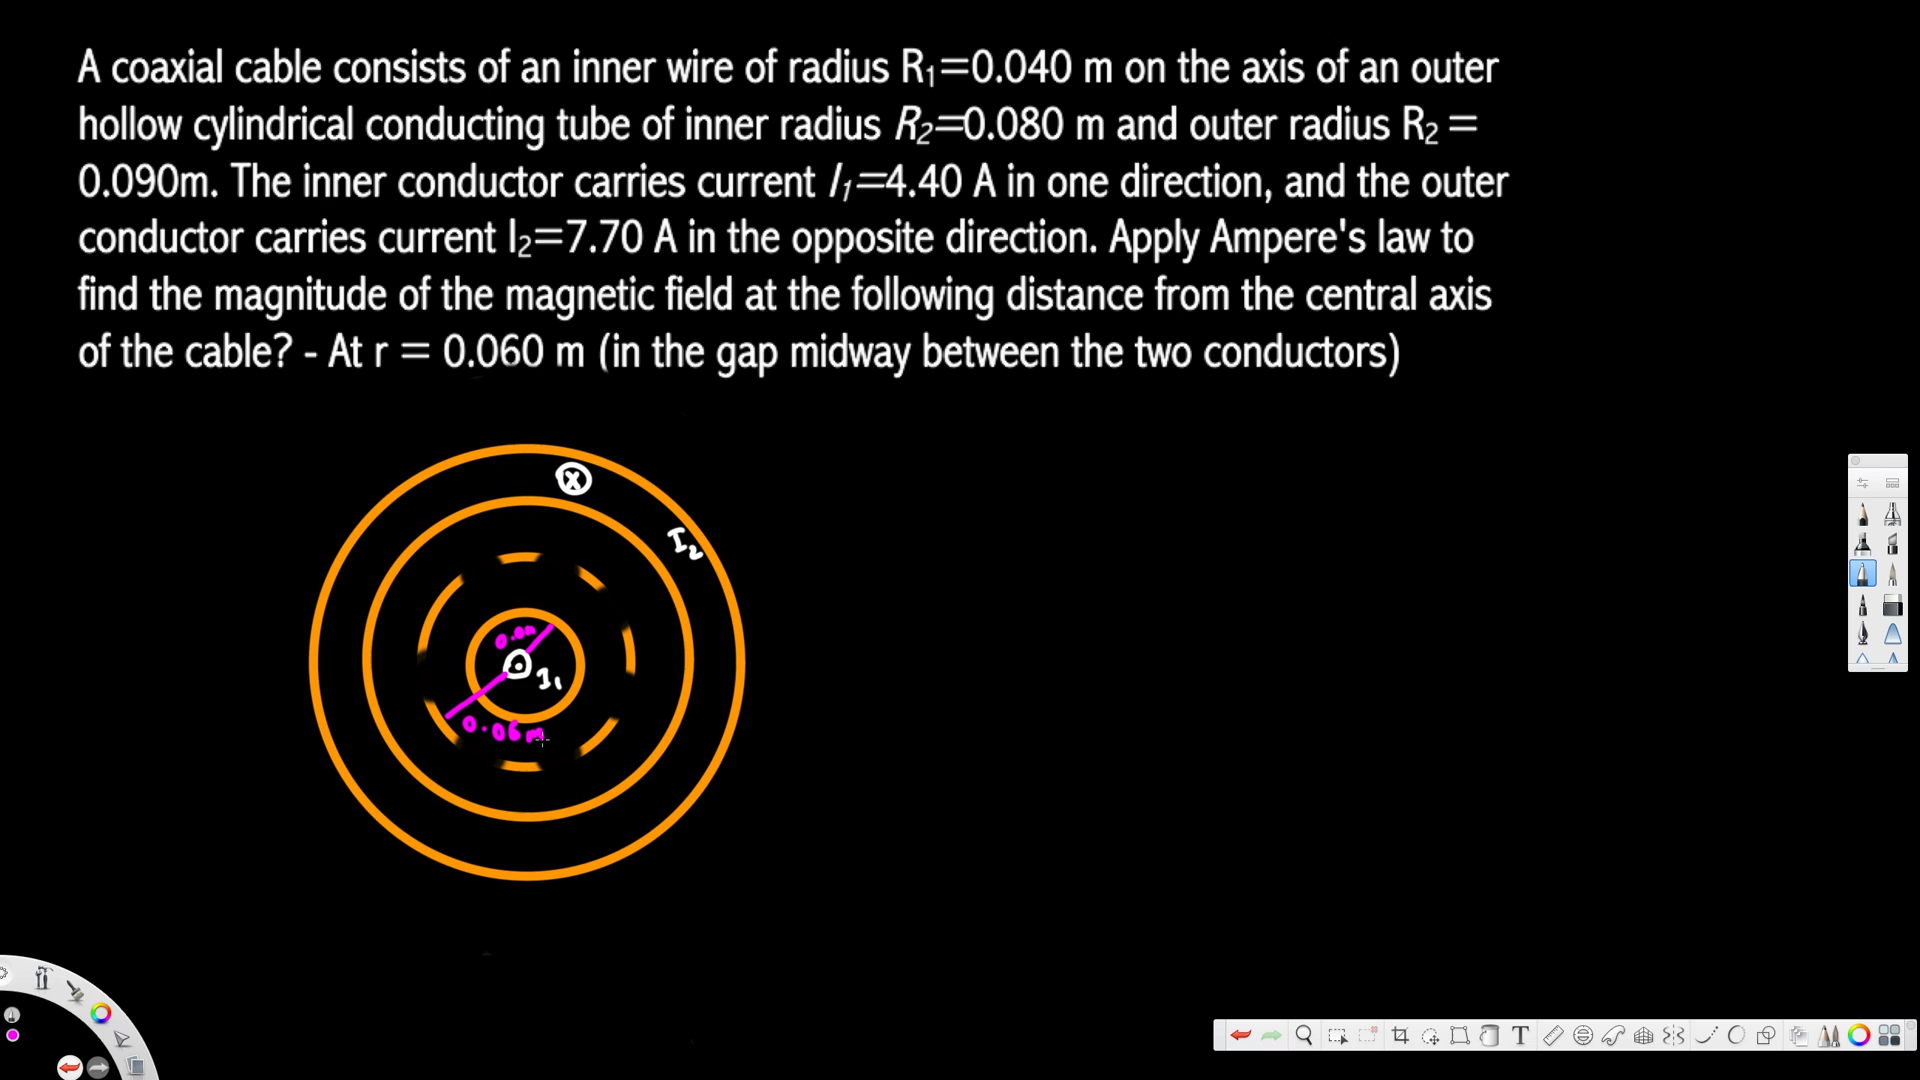 A coaxial cable consists of an inner wire of radius R₁=0.040 m on the axis of an outer
hollow cylindrical conducting tube of inner radius R₂=0.080 m and outer radius R₂ =
0.090m. The inner conductor carries current I₁=4.40 A in one direction, and the outer
conductor carries current I₂=7.70 A in the opposite direction. Apply Ampere's law to
find the magnitude of the magnetic field at the following distance from the central axis
of the cable? - At r = 0.060 m (in the gap midway between the two conductors)
I₂
I₁
0.06m
T